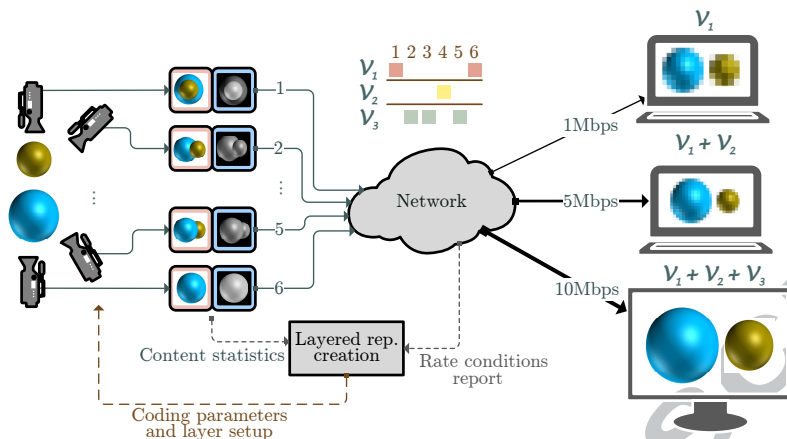 1 2 3 4 5 6
V1
V2
V3
1
2
5
6
Network
1Mbps
5Mbps
10Mbps
V1
V1 + V2
V1 + V2 + V3
Content statistics
Layered rep.
creation
Rate conditions
report
Coding parameters
and layer setup